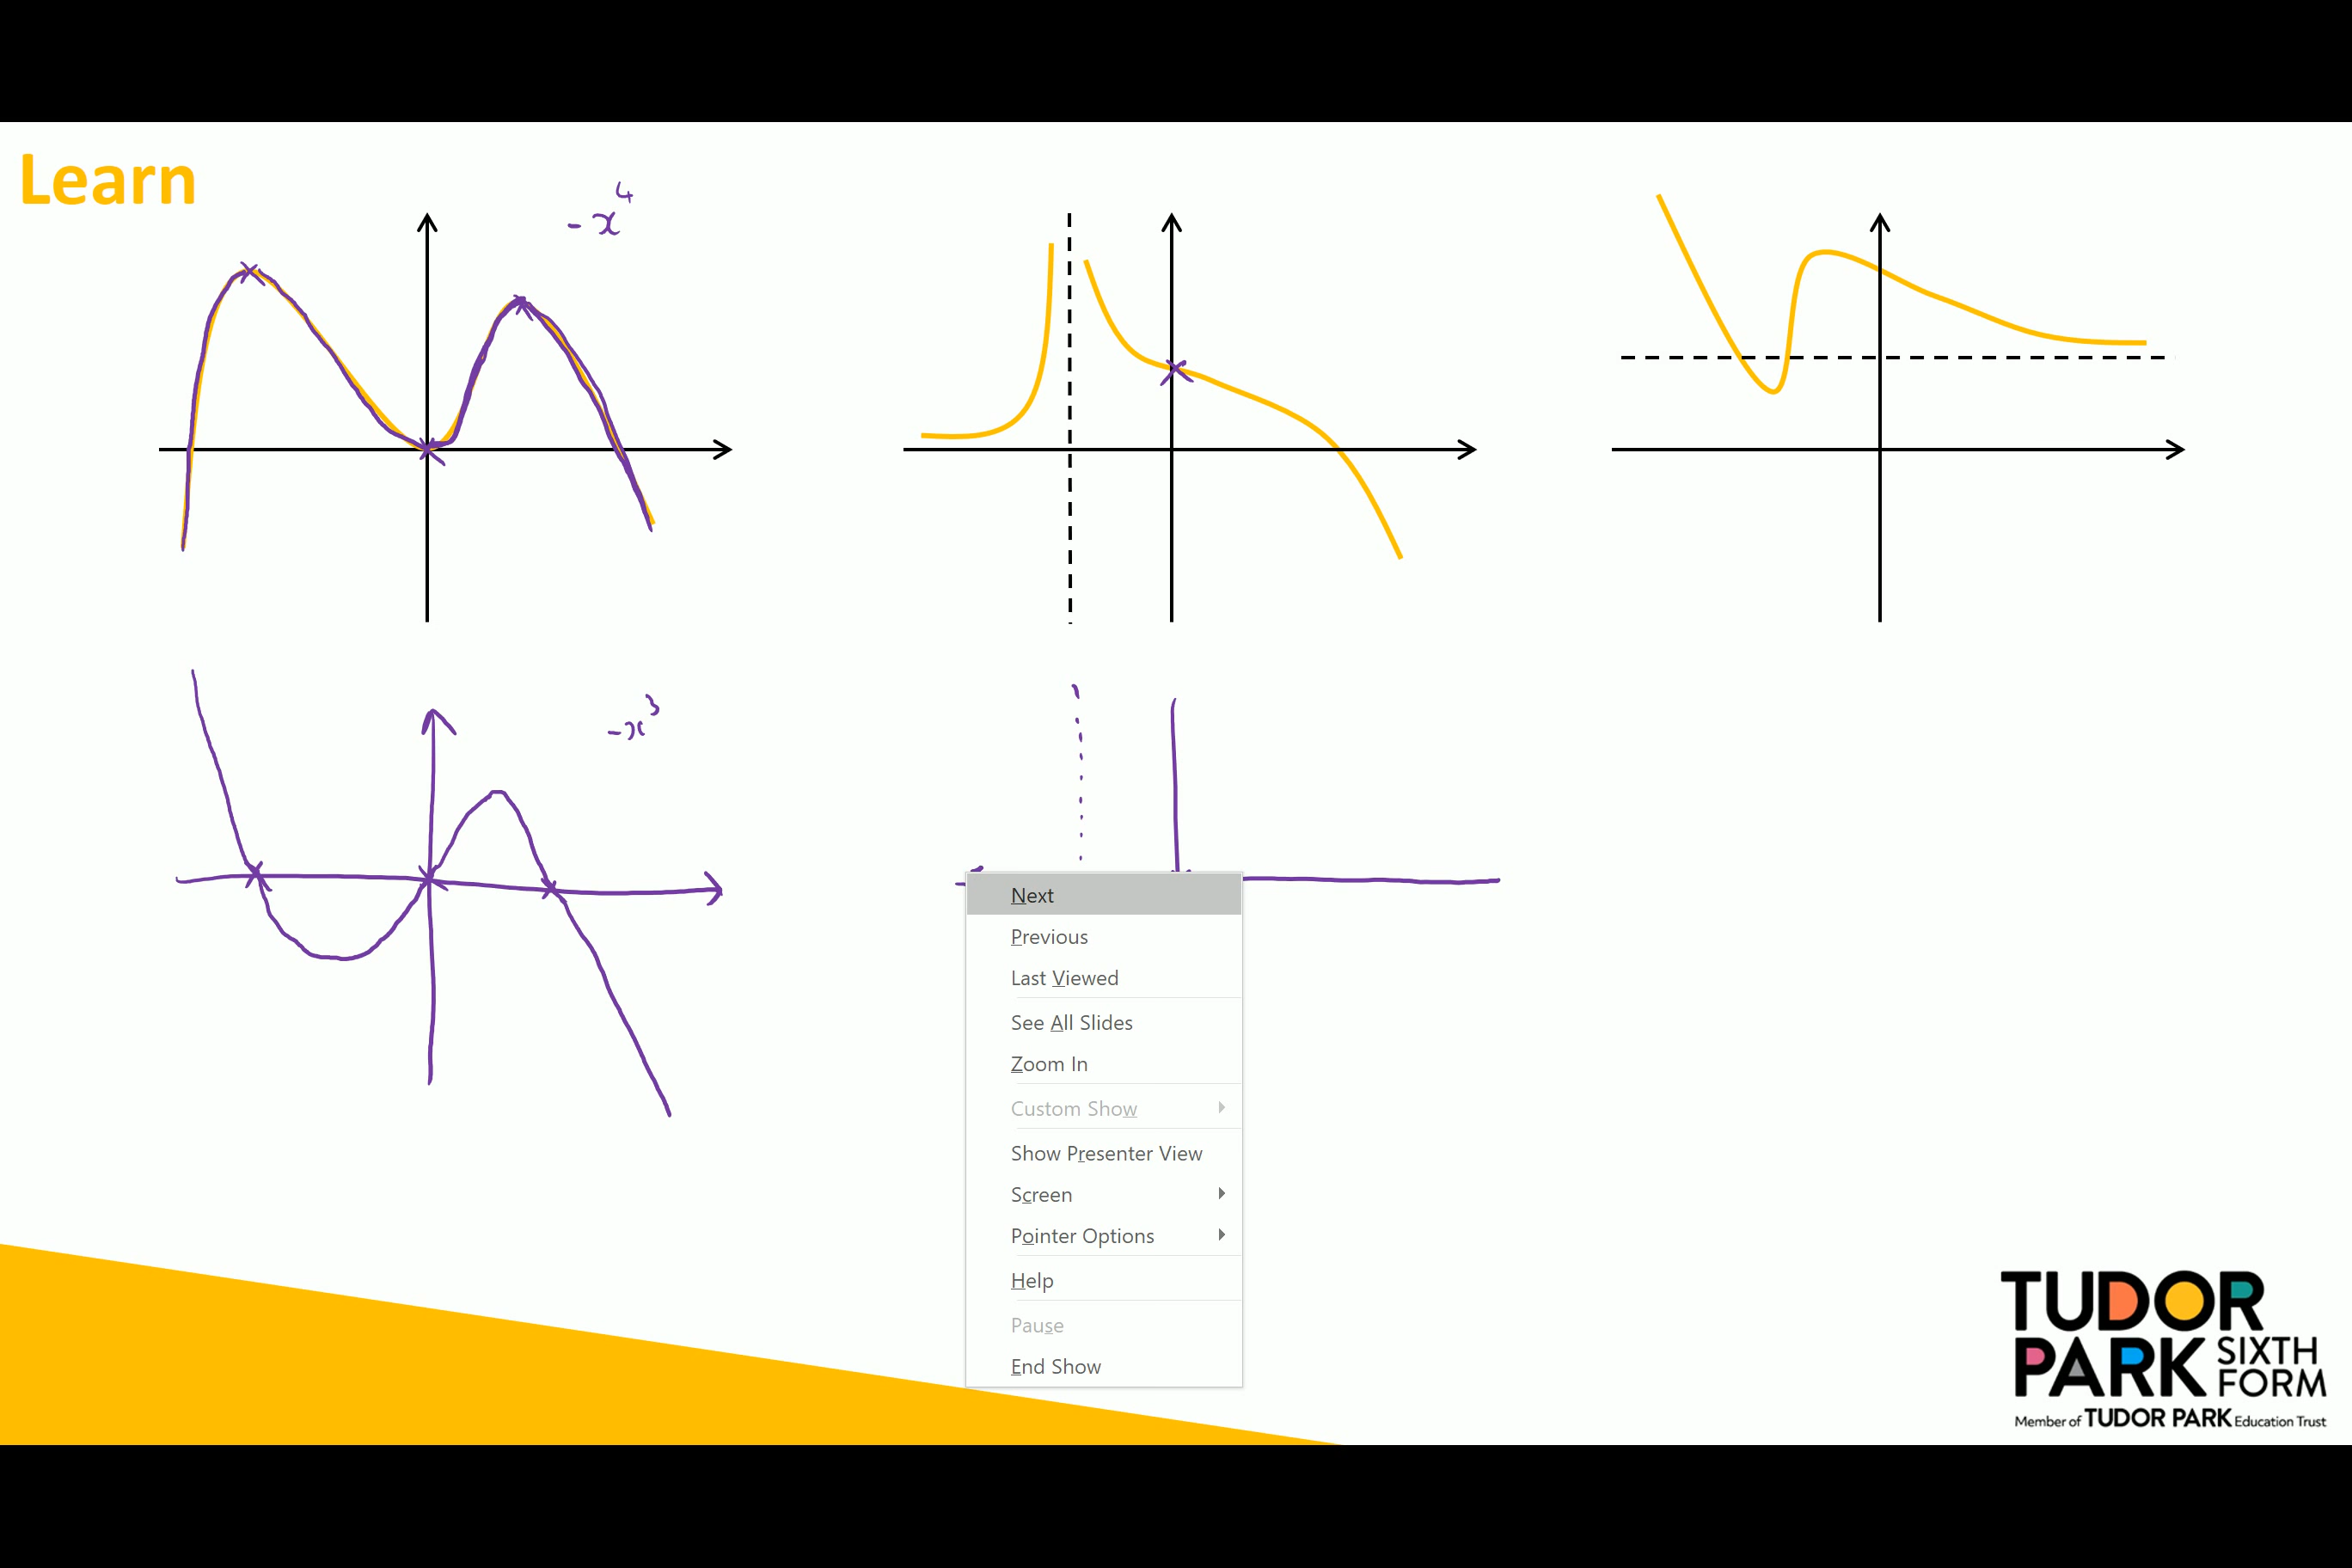 Learn
-x⁴
-x³
Next
Previous
Last Viewed
See All Slides
Zoom In
Custom Show
Show Presenter View
Screen
Pointer Options
Help
Pause
End Show
TUDOR
PARK SIXTH
FORM
Member of TUDOR PARK Education Trust